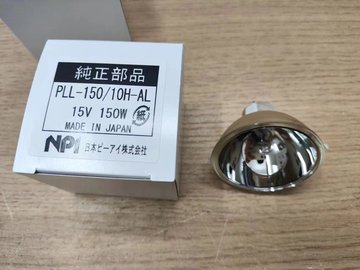 純正部品
PLL-150/10H-AL
15V 150W
MADE IN JAPAN
紙
NPI 日本ピーアイ株式会社